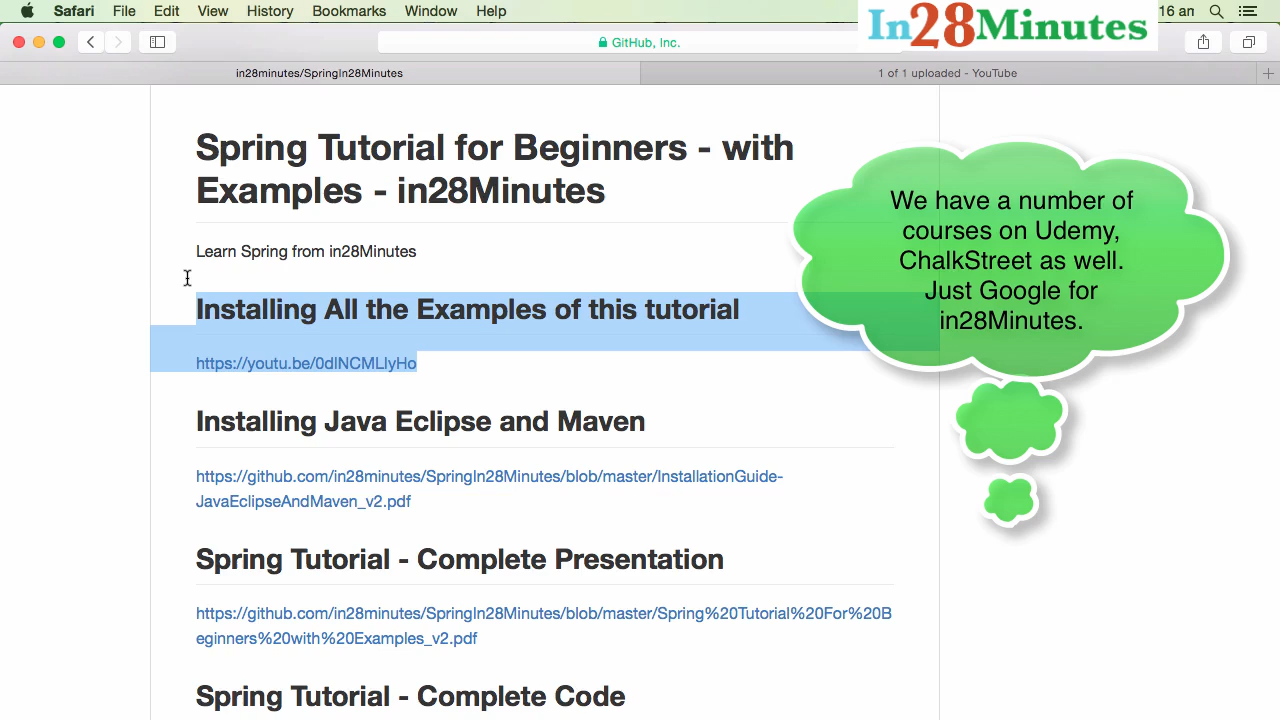 Safari File Edit View History Bookmarks Window Help
In28Minutes
16 an
GitHub, Inc.
in28minutes/SpringIn28Minutes
1 of 1 uploaded - YouTube
Spring Tutorial for Beginners - with
Examples - in28Minutes
Learn Spring from in28Minutes
We have a number of
courses on Udemy,
ChalkStreet as well.
Just Google for
in28Minutes.
Installing All the Examples of this tutorial
https://youtu.be/0dINCMLIyHo
Installing Java Eclipse and Maven
https://github.com/in28minutes/SpringIn28Minutes/blob/master/InstallationGuide-
JavaEclipseAndMaven_v2.pdf
Spring Tutorial - Complete Presentation
https://github.com/in28minutes/SpringIn28Minutes/blob/master/Spring%20Tutorial%20For%20B
eginners%20with%20Examples_v2.pdf
Spring Tutorial - Complete Code